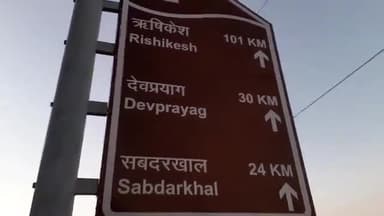 ऋषिकेश
Rishikesh 101 KM
देवप्रयाग
Devprayag 30 KM
सबदरखाल
Sabdarkhal 24 KM